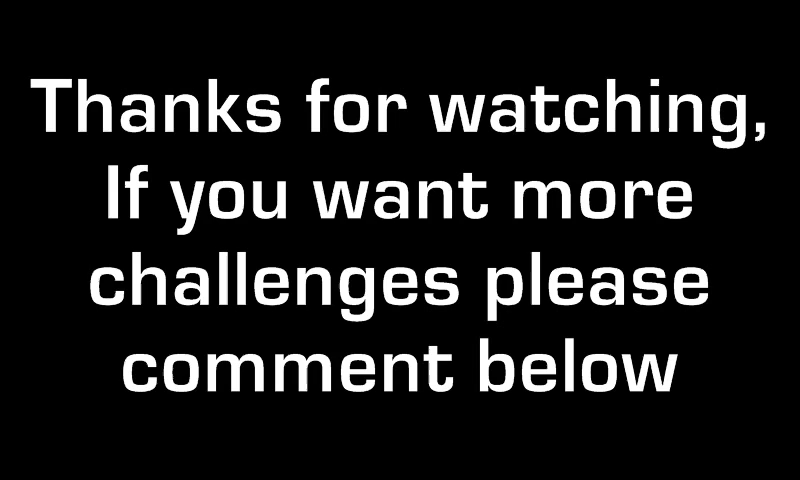 Thanks for watching,
If you want more
challenges please
comment below